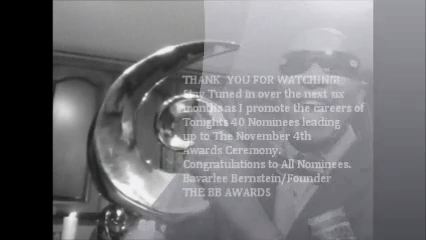 THANK YOU FOR WATCHING!
Stay Tuned in over the next six
months as I promote the careers of
Tonight's 40 Nominees leading
up to The November 4th
Awards Ceremony.
Congratulations to All Nominees.
Bavarlee Bernstein/Founder
THE BB AWARDS